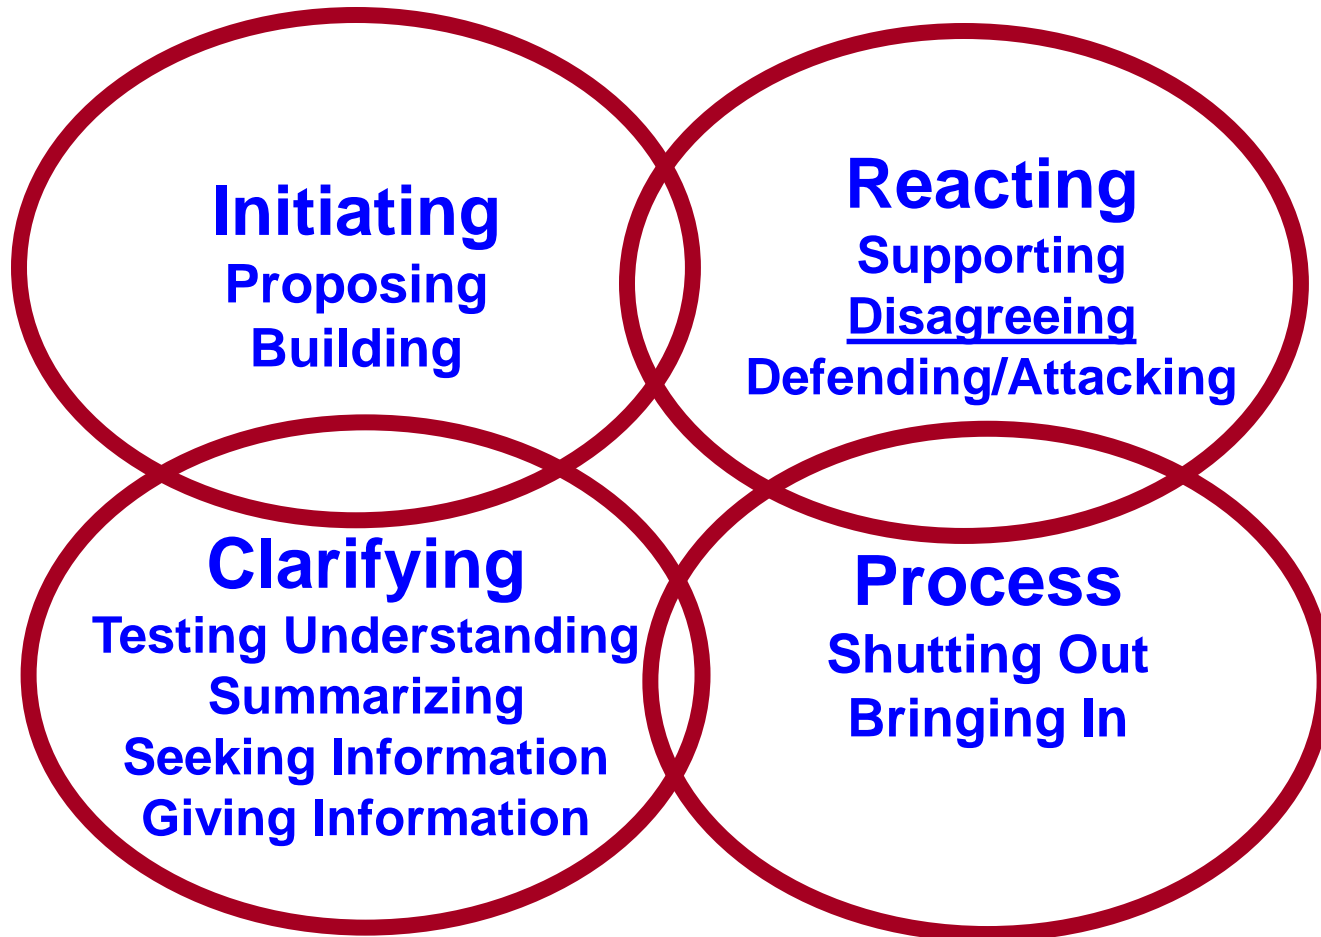 Initiating
Proposing
Building
Reacting
Supporting
Disagreeing
Defending/Attacking
Clarifying
Testing Understanding
Summarizing
Seeking Information
Giving Information
Process
Shutting Out
Bringing In